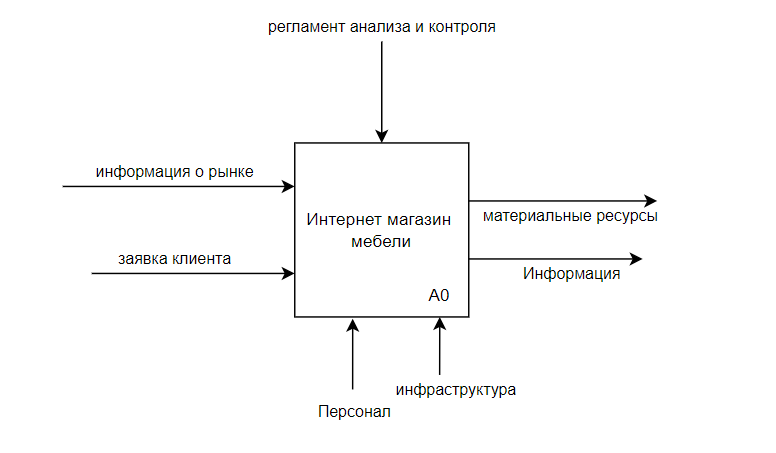 регламент анализа и контроля
информация о рынке
заявка клиента
Интернет магазин
мебели
A0
материальные ресурсы
Информация
инфраструктура
Персонал